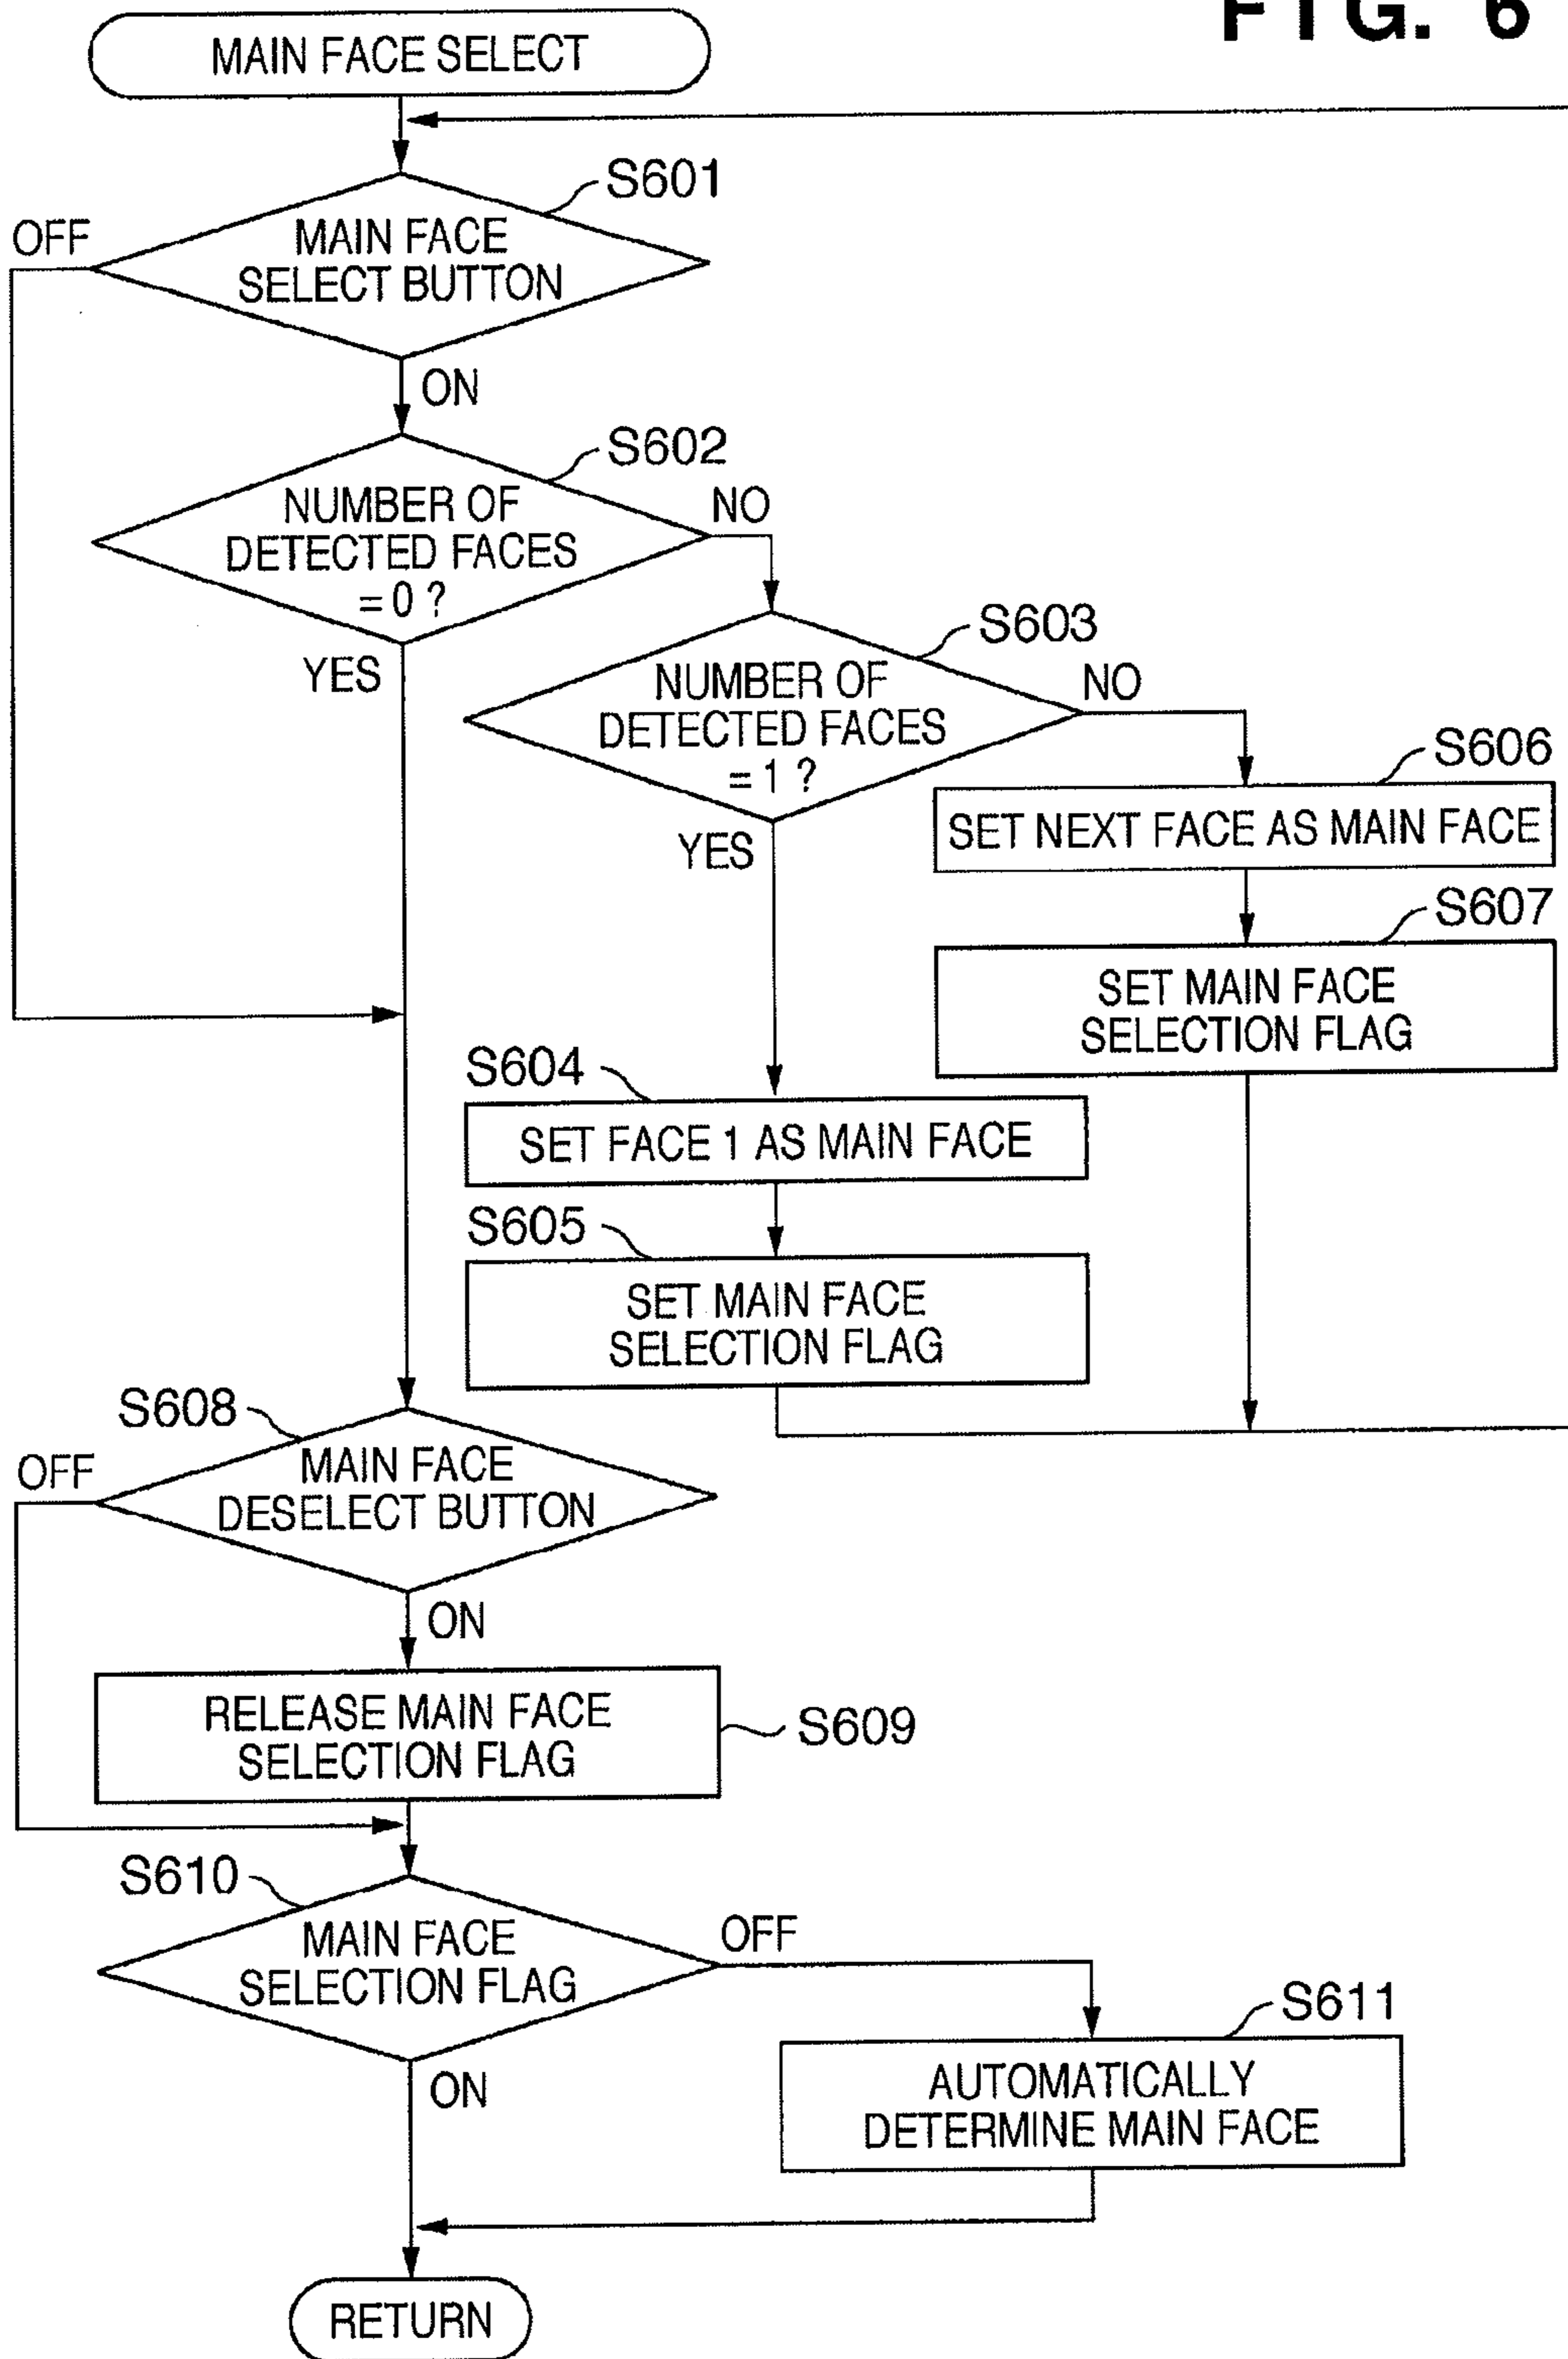 FIG. 6
MAIN FACE SELECT
S601
OFF
MAIN FACE
SELECT BUTTON
ON
S602
NUMBER OF
DETECTED FACES
= 0 ?
NO
YES
S603
NUMBER OF
DETECTED FACES
= 1 ?
NO
YES
S606
SET NEXT FACE AS MAIN FACE
S607
SET MAIN FACE
SELECTION FLAG
S604
SET FACE 1 AS MAIN FACE
S605
SET MAIN FACE
SELECTION FLAG
S608
OFF
MAIN FACE
DESELECT BUTTON
ON
RELEASE MAIN FACE
SELECTION FLAG
S609
S610
MAIN FACE
SELECTION FLAG
OFF
ON
S611
AUTOMATICALLY
DETERMINE MAIN FACE
RETURN